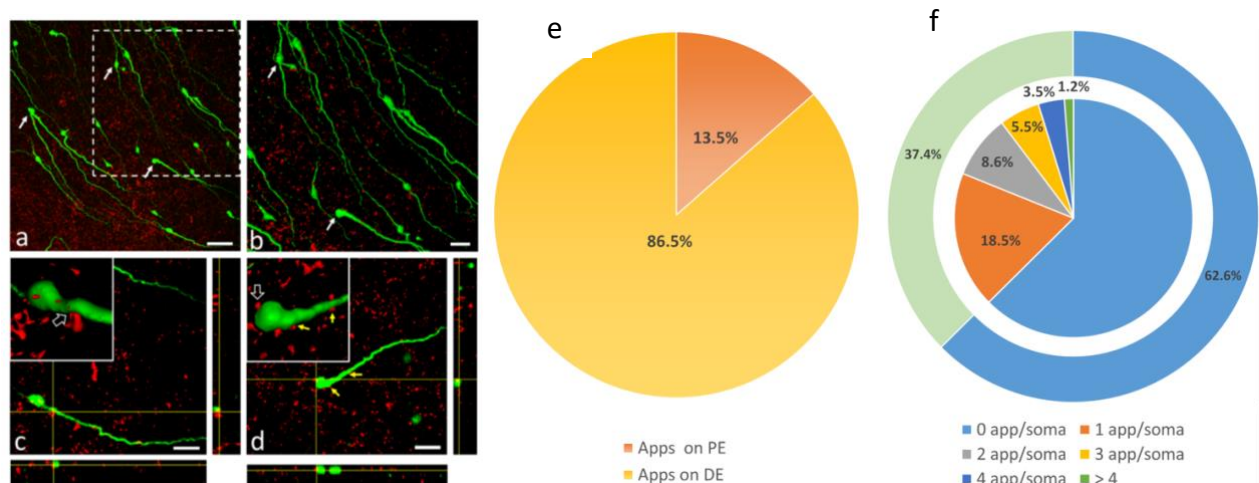 e
f
a
b
c
d
13.5%
86.5%
Apps on PE
Apps on DE
3.5%
1.2%
5.5%
8.6%
18.5%
37.4%
62.6%
0 app/soma
1 app/soma
2 app/soma
3 app/soma
4 app/soma
> 4